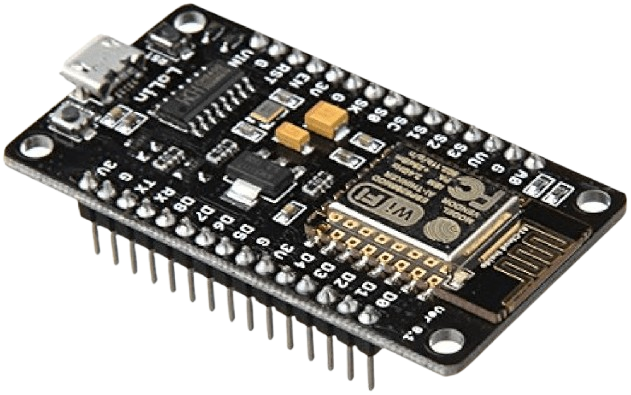 LoLin
VIN
G
RST
EN
3V
G
SK
S0
SC
S1
S2
S3
VU
G
A0
WiFi
FC
3V
G
TX
RX
D8
D7
D6
D5
G
3V
D4
D3
D2
D1
D0
Ver 0.1